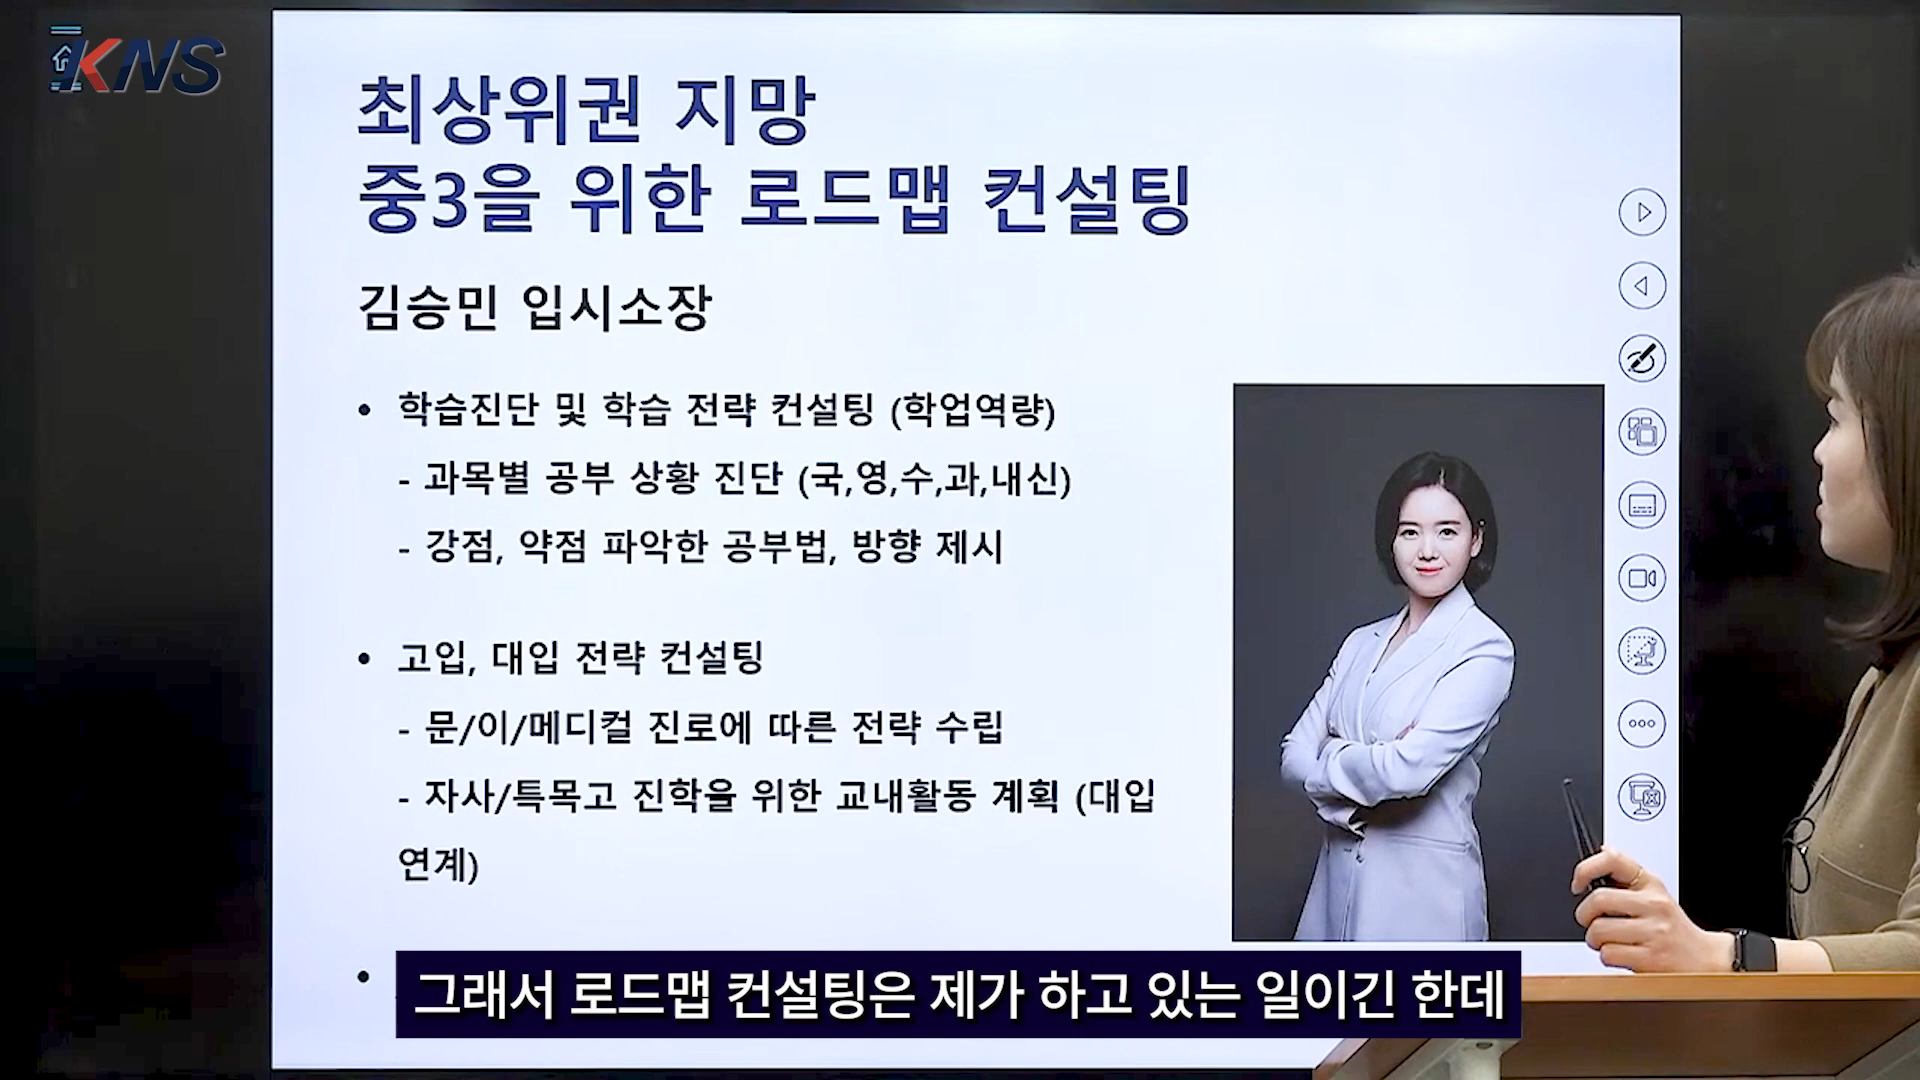 KNS
최상위권 지망
중3을 위한 로드맵 컨설팅
김승민 입시소장
• 학습진단 및 학습 전략 컨설팅 (학업역량)
- 과목별 공부 상황 진단 (국,영,수,과,내신)
- 강점, 약점 파악한 공부법, 방향 제시
• 고입, 대입 전략 컨설팅
- 문/이/메디컬 진로에 따른 전략 수립
- 자사/특목고 진학을 위한 교내활동 계획 (대입
연계)
•
그래서 로드맵 컨설팅은 제가 하고 있는 일이긴 한데